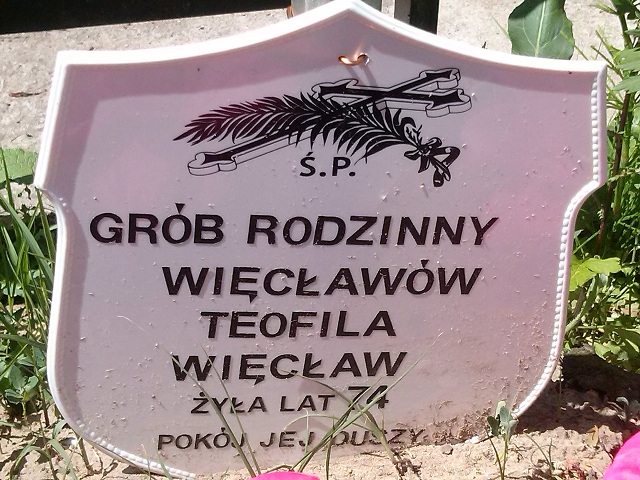 Ś.P.
GRÓB RODZINNY
WIĘCŁAWÓW
TEOFILA
WIĘCŁAW
ŻYŁA LAT 74
POKÓJ JEJ DUSZY